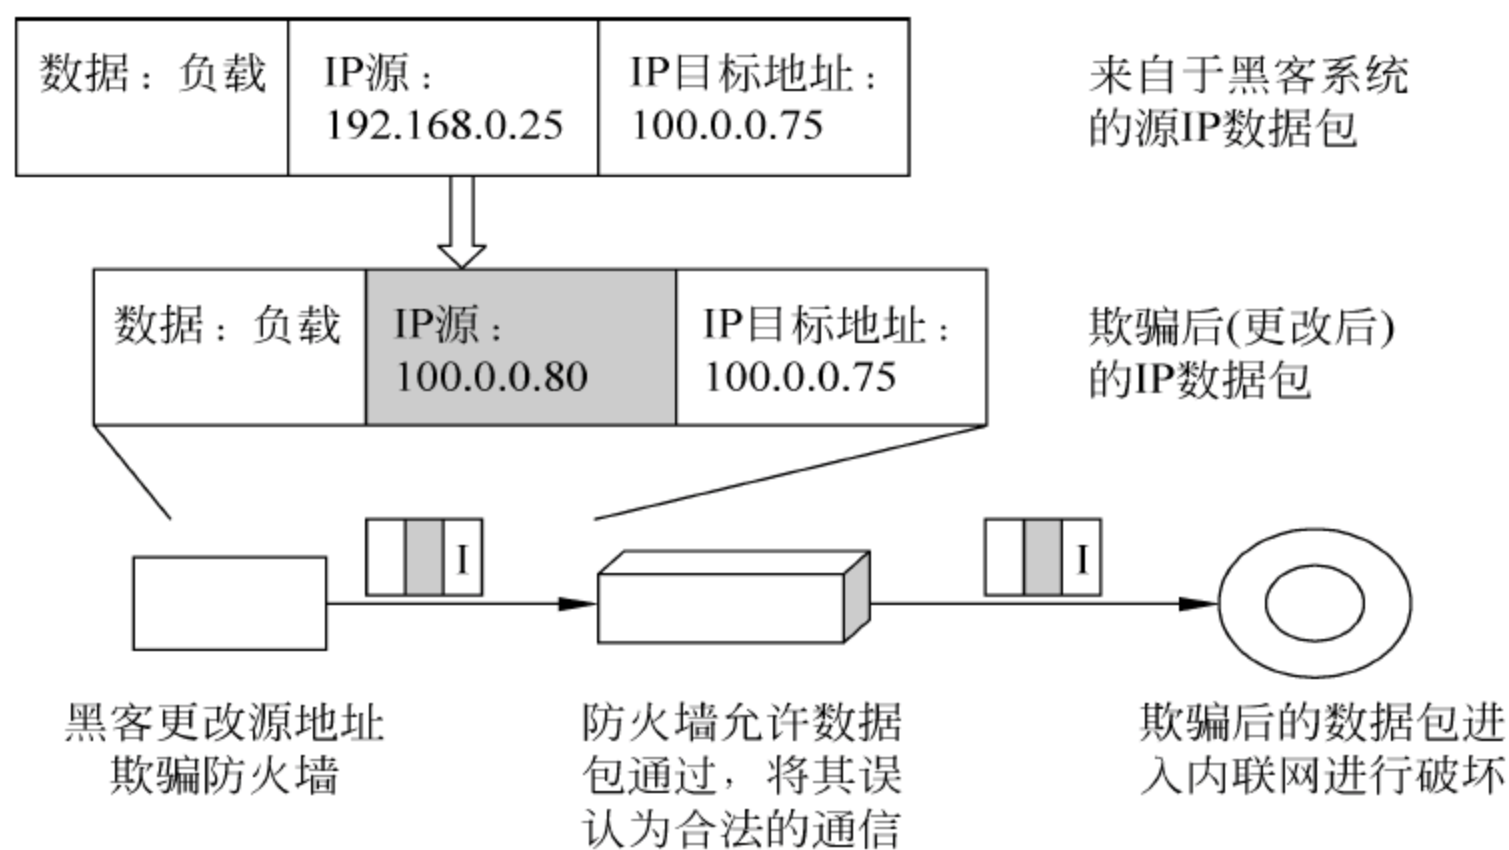 数据：负载
IP源：
192.168.0.25
IP目标地址：
100.0.0.75
来自于黑客系统
的源IP数据包
数据：负载
IP源：
100.0.0.80
IP目标地址：
100.0.0.75
欺骗后(更改后)
的IP数据包
I
I
黑客更改源地址
欺骗防火墙
防火墙允许数据
包通过，将其误
认为合法的通信
欺骗后的数据包进
入内联网进行破坏